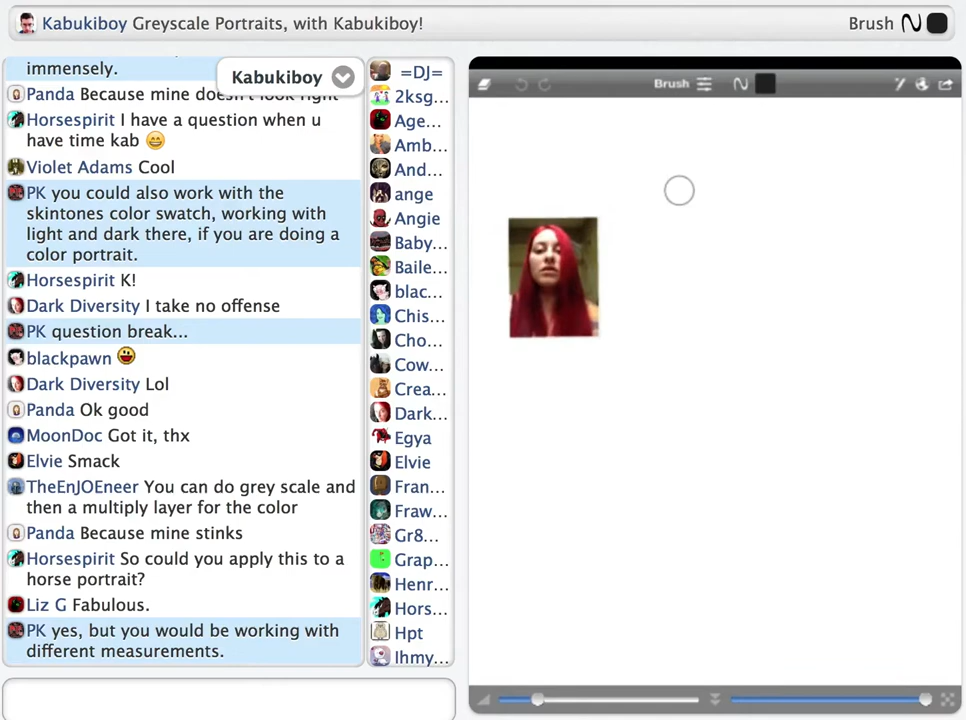 Kabukiboy Greyscale Portraits, with Kabukiboy!
Brush
immensely.
Kabukiboy
Panda Because mine doesn't look right
Horsespirit I have a question when u
have time kab
Violet Adams Cool
PK you could also work with the
skintones color swatch, working with
light and dark there, if you are doing a
color portrait.
Horsespirit K!
Dark Diversity I take no offense
PK question break...
blackpawn
Dark Diversity Lol
Panda Ok good
MoonDoc Got it, thx
Elvie Smack
TheEnJOEneer You can do grey scale and
then a multiply layer for the color
Panda Because mine stinks
Horsespirit So could you apply this to a
horse portrait?
Liz G Fabulous.
PK yes, but you would be working with
different measurements.
=DJ=
2ksg...
Age...
Amb...
And...
ange
Angie
Baby...
Baile...
blac...
Chis...
Cho...
Cow...
Crea...
Dark...
Egya
Elvie
Fran...
Fraw...
Gr8...
Grap...
Henr...
Hors...
Hpt
Ihmy...
Brush